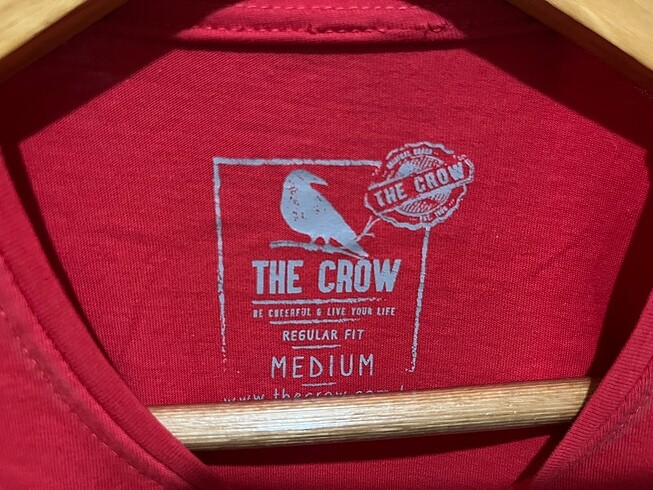 THE CROW
THE CROW
BE CHEERFUL & LIVE YOUR LIFE
REGULAR FIT
MEDIUM